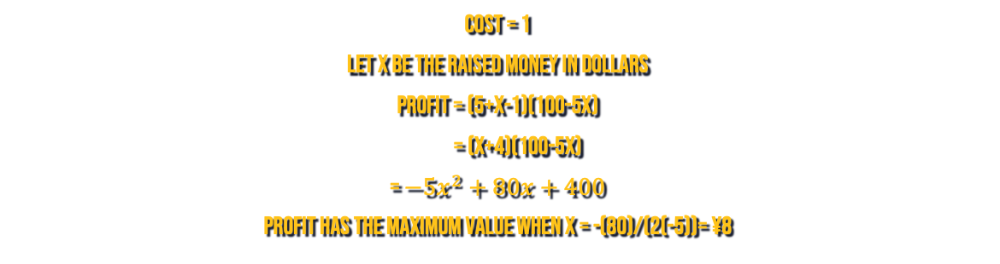 COST = 1
LET X BE THE RAISED MONEY IN DOLLARS
PROFIT = (5+X-1)(100-5X)
= (X+4)(100-5X)
= −5x² + 80x + 400
PROFIT HAS THE MAXIMUM VALUE WHEN X = -(80)/(2(-5))= ¥8